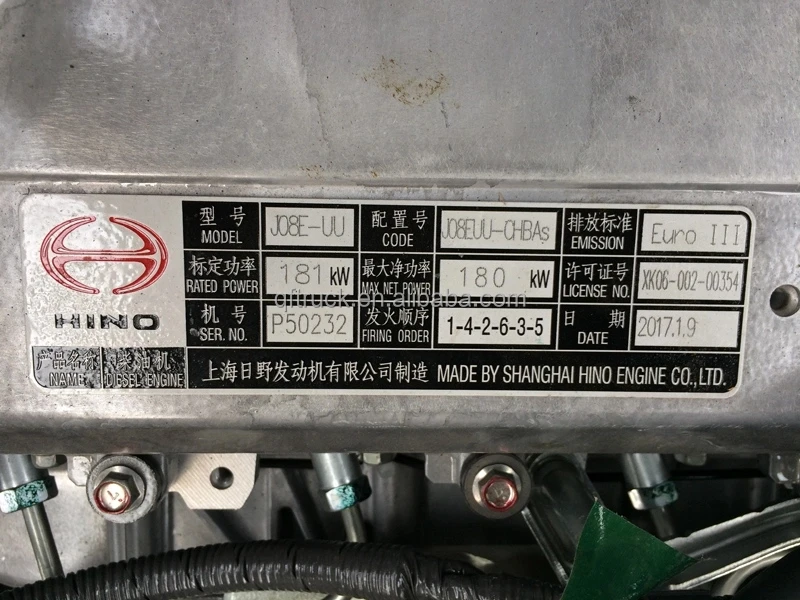 型号 MODEL J08E-UU 配置号 CODE J08EUU-CHBAs 排放标准 EMISSION Euro III
标定功率 RATED POWER 181 kW 最大净功率 MAX NET POWER 180 kW 许可证号 LICENSE NO. XK06-002-00354
HINO
机号 SER. NO. P50232 发火顺序 FIRING ORDER 1-4-2-6-3-5 日期 DATE 2017.1.9
产品名称 NAME 柴油机 DIESEL ENGINE 上海日野发动机有限公司制造 MADE BY SHANGHAI HINO ENGINE CO.,LTD.
qftruck.en.alibaba.com